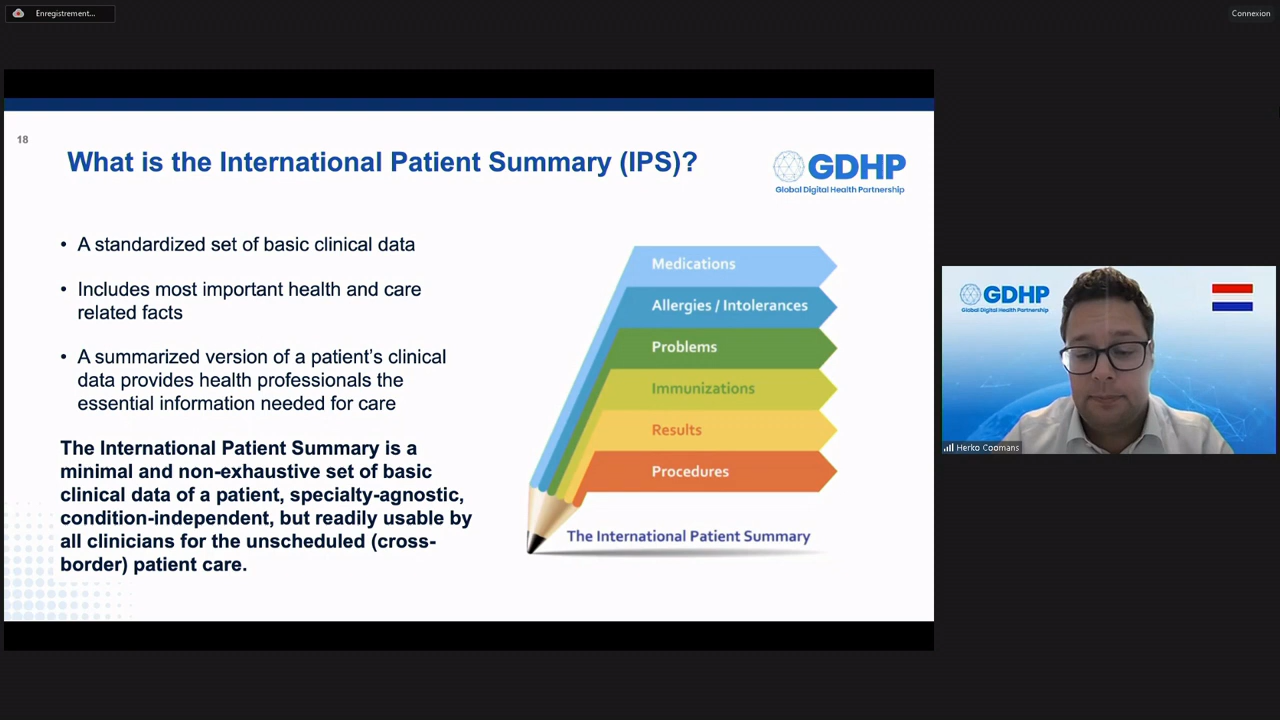 Enregistrement...
Connexion
18
What is the International Patient Summary (IPS)?
GDHP
Global Digital Health Partnership
• A standardized set of basic clinical data
• Includes most important health and care
related facts
• A summarized version of a patient's clinical
data provides health professionals the
essential information needed for care
The International Patient Summary is a
minimal and non-exhaustive set of basic
clinical data of a patient, specialty-agnostic,
condition-independent, but readily usable by
all clinicians for the unscheduled (cross-
border) patient care.
Medications
Allergies / Intolerances
Problems
Immunizations
Results
Procedures
The International Patient Summary
GDHP
Global Digital Health Partnership
Herko Coomans